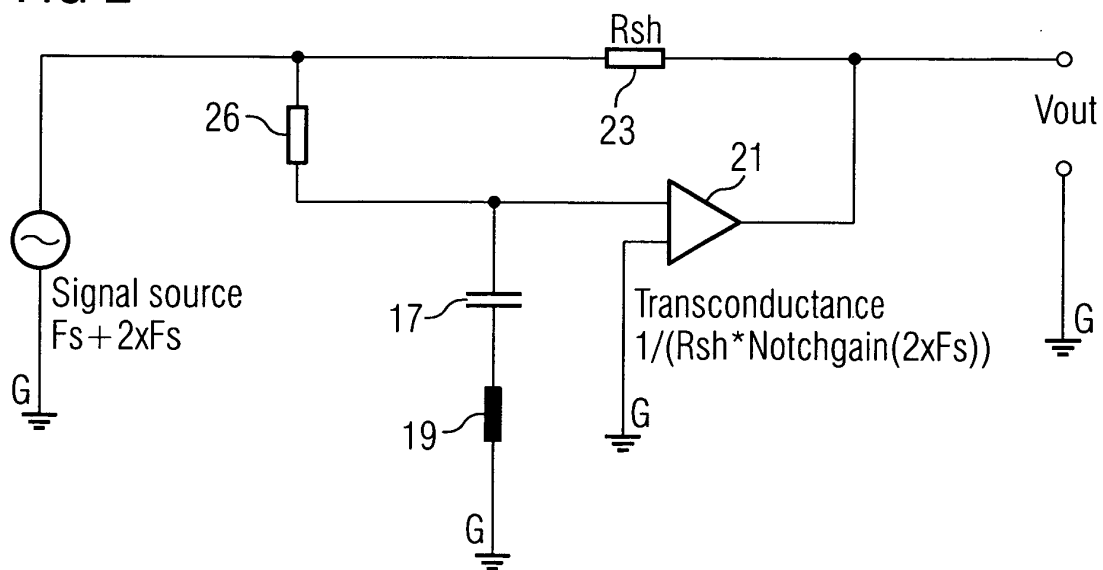 Rsh
26
23
Vout
21
Signal source
Fs+2xFs
17
Transconductance
1/(Rsh*Notchgain(2xFs))
G
G
G
19
G